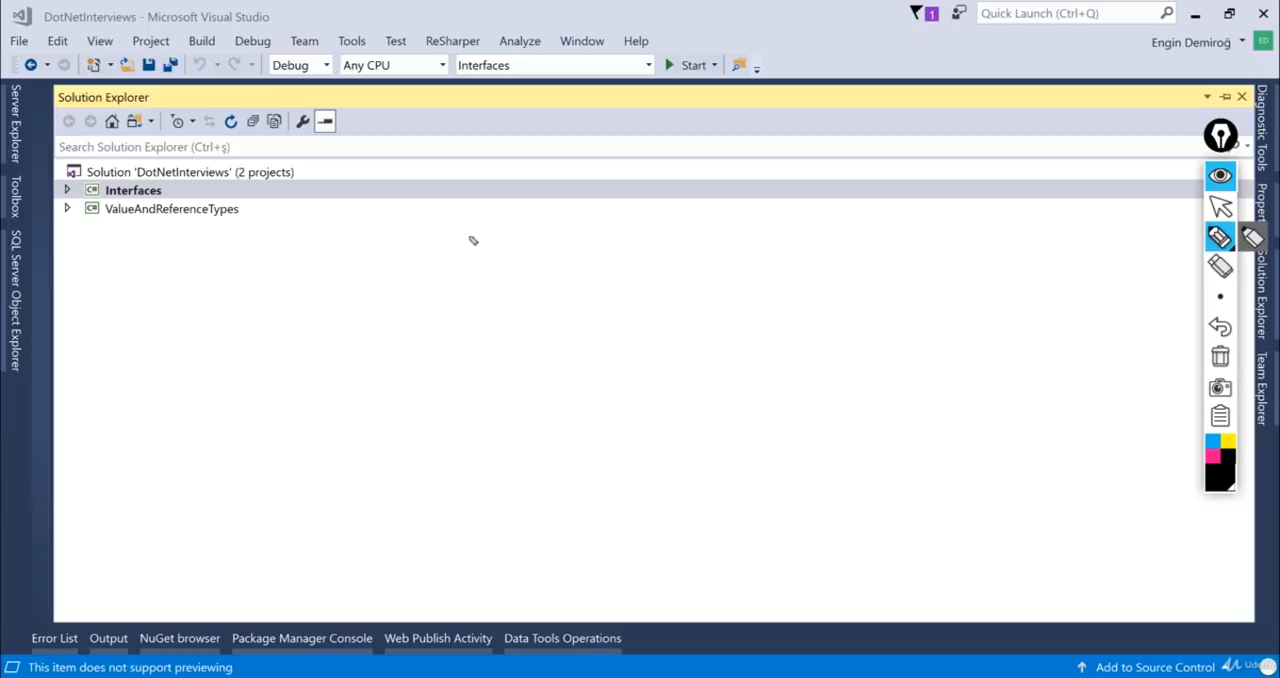 DotNetInterviews - Microsoft Visual Studio
1
Quick Launch (Ctrl+Q)
File Edit View Project Build Debug Team Tools Test ReSharper Analyze Window Help
Engin Demiroğ
ED
Debug Any CPU Interfaces Start
Server Explorer
Toolbox
SQL Server Object Explorer
Solution Explorer
Search Solution Explorer (Ctrl+ş)
Solution 'DotNetInterviews' (2 projects)
C# Interfaces
C# ValueAndReferenceTypes
Diagnostic Tools
Solution Explorer
Team Explorer
Error List Output NuGet browser Package Manager Console Web Publish Activity Data Tools Operations
This item does not support previewing
Add to Source Control